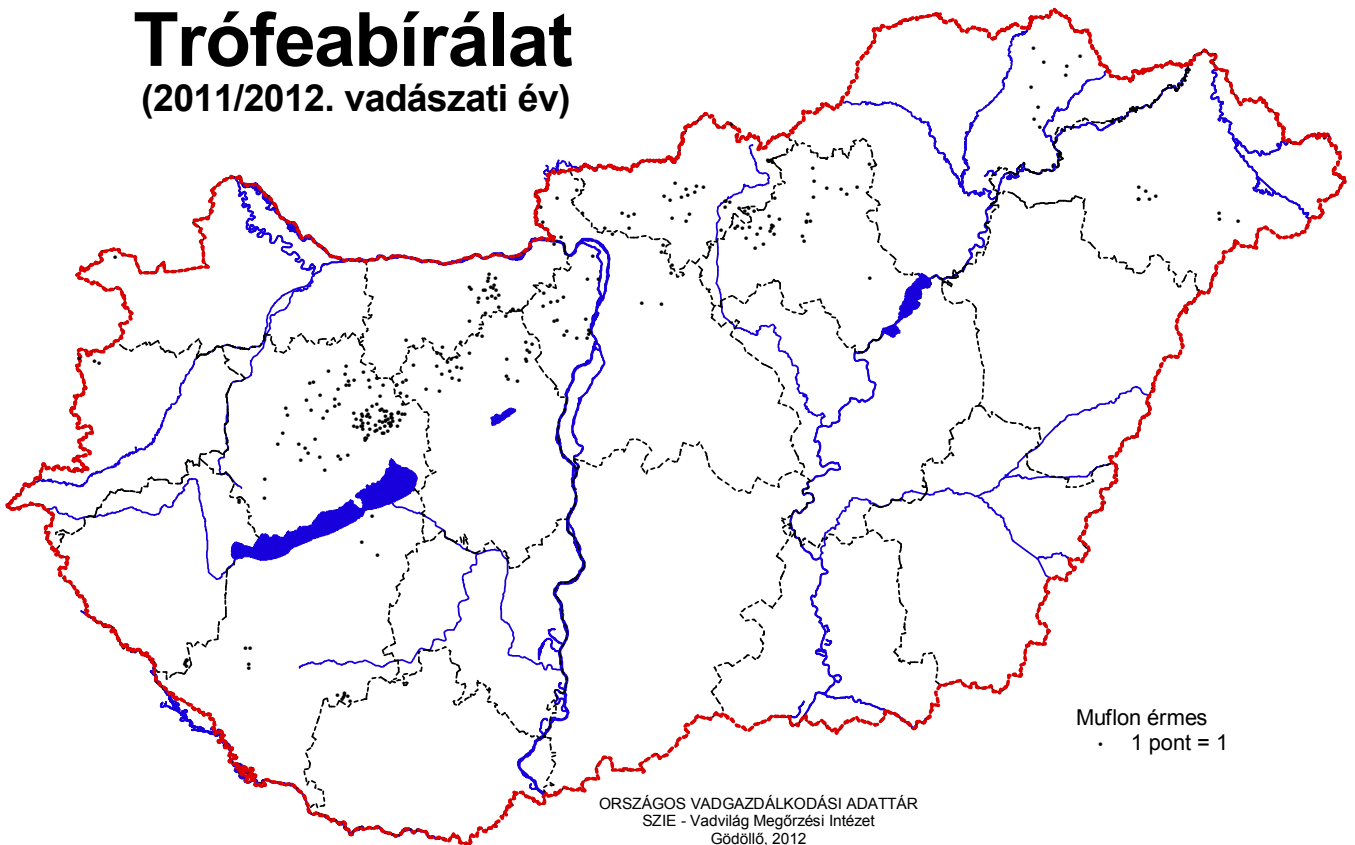 Trófeabírálat
(2011/2012. vadászati év)
Muflon érmes
· 1 pont = 1
ORSZÁGOS VADGAZDÁLKODÁSI ADATTÁR
SZIE - Vadvilág Megőrzési Intézet
Gödöllő, 2012